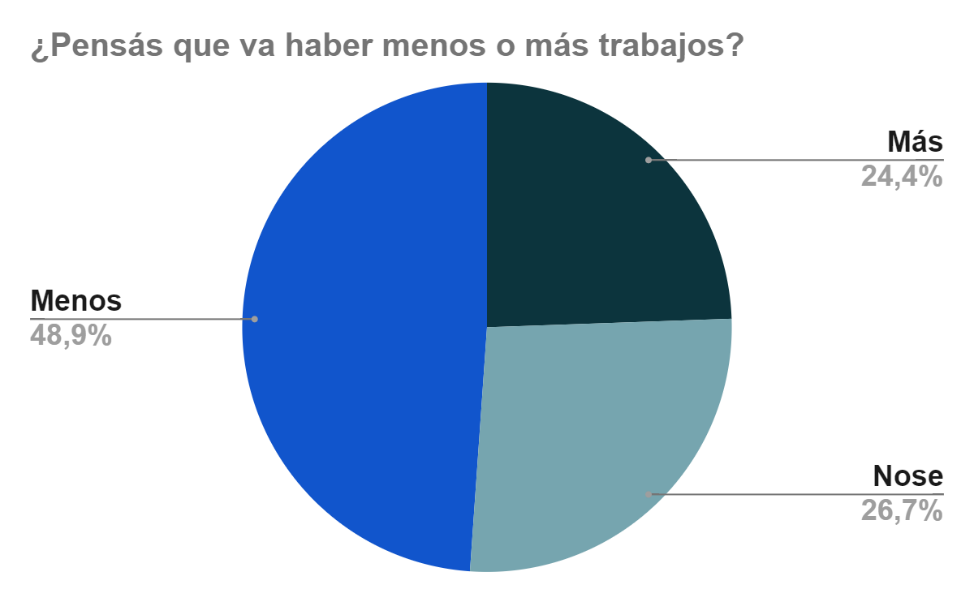 ¿Pensás que va haber menos o más trabajos?
Más
24,4%
Menos
48,9%
Nose
26,7%